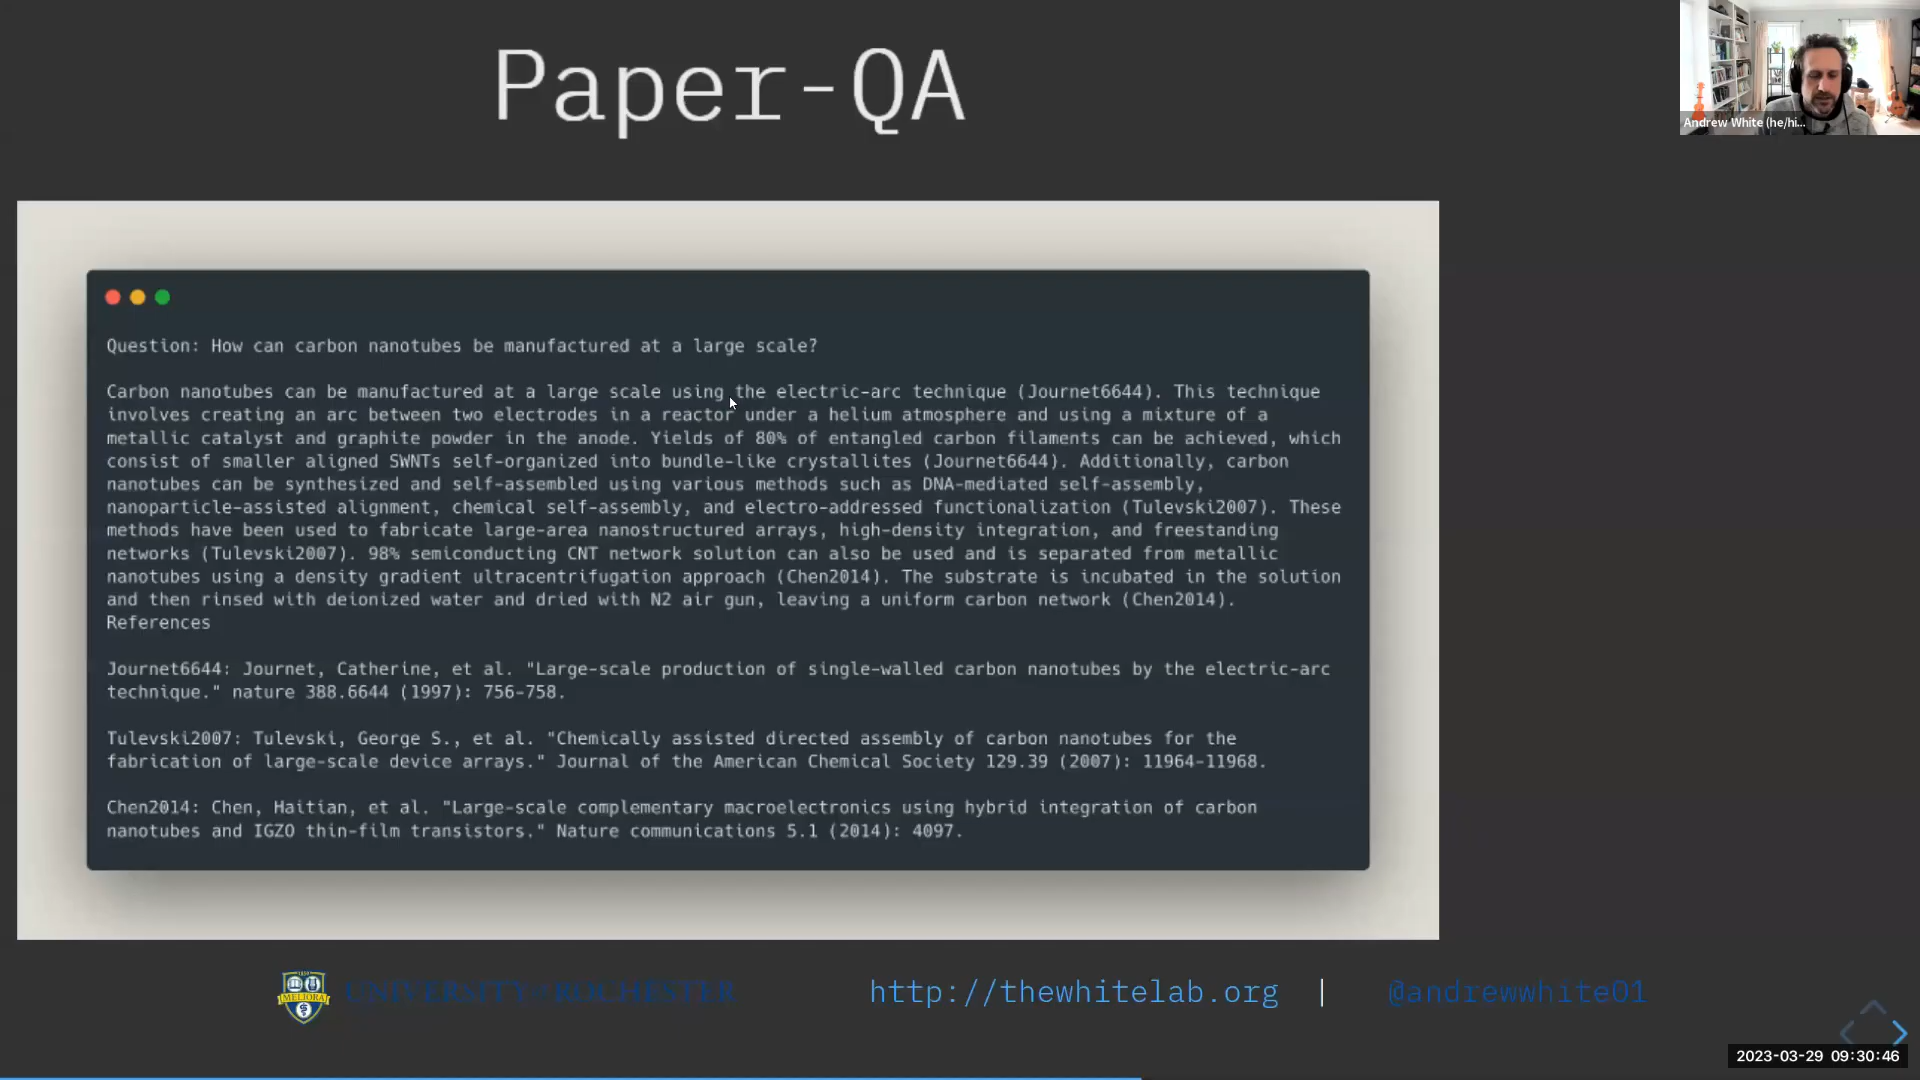 Paper-QA
Andrew White (he/hi...
Question: How can carbon nanotubes be manufactured at a large scale?
Carbon nanotubes can be manufactured at a large scale using the electric-arc technique (Journet6644). This technique
involves creating an arc between two electrodes in a reactor under a helium atmosphere and using a mixture of a
metallic catalyst and graphite powder in the anode. Yields of 80% of entangled carbon filaments can be achieved, which
consist of smaller aligned SWNTs self-organized into bundle-like crystallites (Journet6644). Additionally, carbon
nanotubes can be synthesized and self-assembled using various methods such as DNA-mediated self-assembly,
nanoparticle-assisted alignment, chemical self-assembly, and electro-addressed functionalization (Tulevski2007). These
methods have been used to fabricate large-area nanostructured arrays, high-density integration, and freestanding
networks (Tulevski2007). 98% semiconducting CNT network solution can also be used and is separated from metallic
nanotubes using a density gradient ultracentrifugation approach (Chen2014). The substrate is incubated in the solution
and then rinsed with deionized water and dried with N2 air gun, leaving a uniform carbon network (Chen2014).
References
Journet6644: Journet, Catherine, et al. "Large-scale production of single-walled carbon nanotubes by the electric-arc
technique." nature 388.6644 (1997): 756-758.
Tulevski2007: Tulevski, George S., et al. "Chemically assisted directed assembly of carbon nanotubes for the
fabrication of large-scale device arrays." Journal of the American Chemical Society 129.39 (2007): 11964-11968.
Chen2014: Chen, Haitian, et al. "Large-scale complementary macroelectronics using hybrid integration of carbon
nanotubes and IGZO thin-film transistors." Nature communications 5.1 (2014): 4097.
MELIORA
UNIVERSITY of ROCHESTER
http://thewhitelab.org | @andrewwhite01
2023-03-29 09:30:46